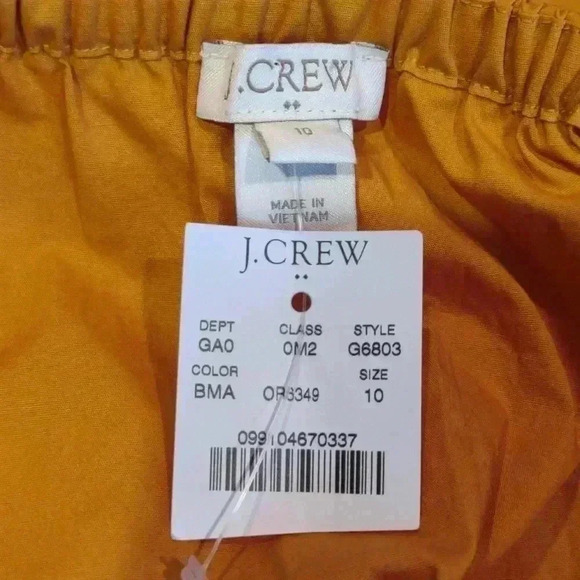 J.CREW
10
MADE IN
VIETNAM
J.CREW
DEPT CLASS STYLE
GA0 0M2 G6803
COLOR SIZE
BMA OR6349 10
099104670337